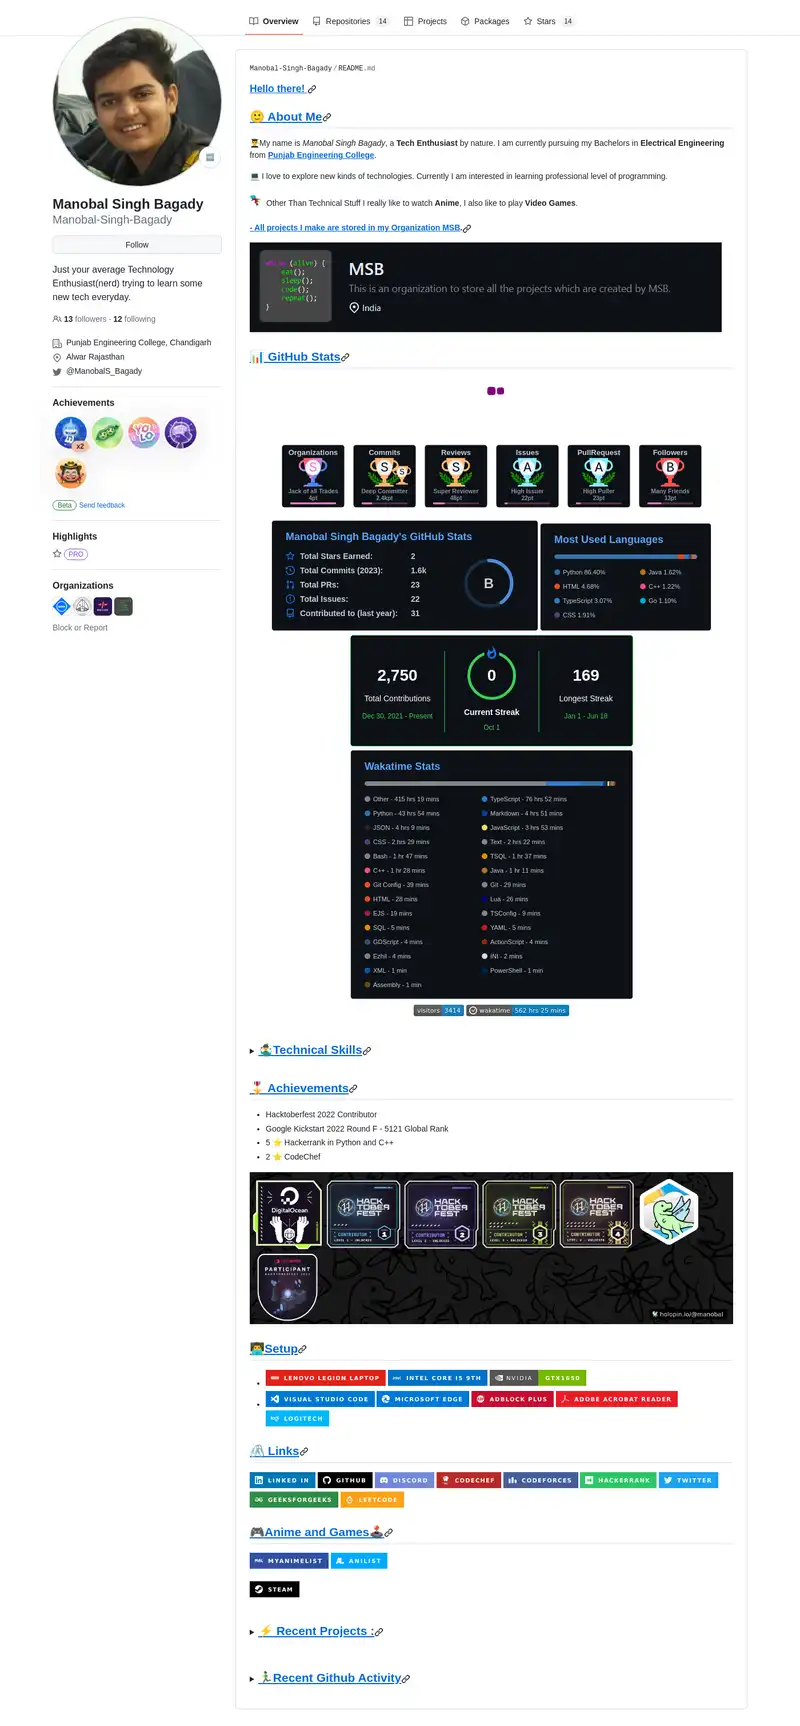 Overview
Repositories 14
Projects
Packages
Stars 14
Manobal Singh Bagady
Manobal-Singh-Bagady
Follow
Just your average Technology
Enthusiast(nerd) trying to learn some
new tech everyday.
13 followers · 12 following
Punjab Engineering College, Chandigarh
Alwar Rajasthan
@ManobalS_Bagady
Achievements
x2
YOLO
Beta Send feedback
Highlights
PRO
Organizations
Block or Report
Manobal-Singh-Bagady/README.md
Hello there!
🙂 About Me
👨‍🎓My name is Manobal Singh Bagady, a Tech Enthusiast by nature. I am currently pursuing my Bachelors in Electrical Engineering
from Punjab Engineering College.
💻 I love to explore new kinds of technologies. Currently I am interested in learning professional level of programming.
Other Than Technical Stuff I really like to watch Anime, I also like to play Video Games.
- All projects I make are stored in my Organization MSB.
while (alive) {
eat();
sleep();
code();
repeat();
}
MSB
This is an organization to store all the projects which are created by MSB.
India
📊 GitHub Stats
Organizations
S
Jack of all Trades
4pt
Commits
S
S
S
Deep Committer
2.4kpt
Reviews
S
Super Reviewer
48pt
Issues
A
High Issuer
22pt
PullRequest
A
High Puller
23pt
Followers
B
Many Friends
13pt
Manobal Singh Bagady's GitHub Stats
Total Stars Earned: 2
Total Commits (2023): 1.6k
Total PRs: 23
Total Issues: 22
Contributed to (last year): 31
B
Most Used Languages
Python 86.40%
Java 1.62%
HTML 4.68%
C++ 1.22%
TypeScript 3.07%
Go 1.10%
CSS 1.91%
2,750
Total Contributions
Dec 30, 2021 - Present
0
Current Streak
Oct 1
169
Longest Streak
Jan 1 - Jun 18
Wakatime Stats
Other - 415 hrs 19 mins
TypeScript - 76 hrs 52 mins
Python - 43 hrs 54 mins
Markdown - 4 hrs 51 mins
JSON - 4 hrs 9 mins
JavaScript - 3 hrs 53 mins
CSS - 2 hrs 29 mins
Text - 2 hrs 22 mins
Bash - 1 hr 47 mins
TSQL - 1 hr 37 mins
C++ - 1 hr 28 mins
Java - 1 hr 11 mins
Git Config - 39 mins
Git - 29 mins
HTML - 28 mins
Lua - 26 mins
EJS - 19 mins
TSConfig - 9 mins
SQL - 5 mins
YAML - 5 mins
GDScript - 4 mins
ActionScript - 4 mins
Ezhil - 4 mins
INI - 2 mins
XML - 1 min
PowerShell - 1 min
Assembly - 1 min
visitors 3414
wakatime 562 hrs 25 mins
Technical Skills
🎖️ Achievements
Hacktoberfest 2022 Contributor
Google Kickstart 2022 Round F - 5121 Global Rank
5 ⭐ Hackerrank in Python and C++
2 ⭐ CodeChef
DigitalOcean
HACKTOBERFEST
CONTRIBUTOR
1
HACKTOBERFEST
CONTRIBUTOR
2
HACKTOBERFEST
CONTRIBUTOR
3
HACKTOBERFEST
CONTRIBUTOR
4
PARTICIPANT
holopin.io/@manobal
👨‍💻Setup
LENOVO LEGION LAPTOP
INTEL CORE I5 9TH
NVIDIA GTX1650
VISUAL STUDIO CODE
MICROSOFT EDGE
ADBLOCK PLUS
ADOBE ACROBAT READER
LOGITECH
🖇️ Links
LINKED IN
GITHUB
DISCORD
CODECHEF
CODEFORCES
HACKERRANK
TWITTER
GEEKSFORGEEKS
LEETCODE
🎮Anime and Games🕹️
MYANIMELIST
ANILIST
STEAM
⚡ Recent Projects :
🏃‍♂️Recent Github Activity